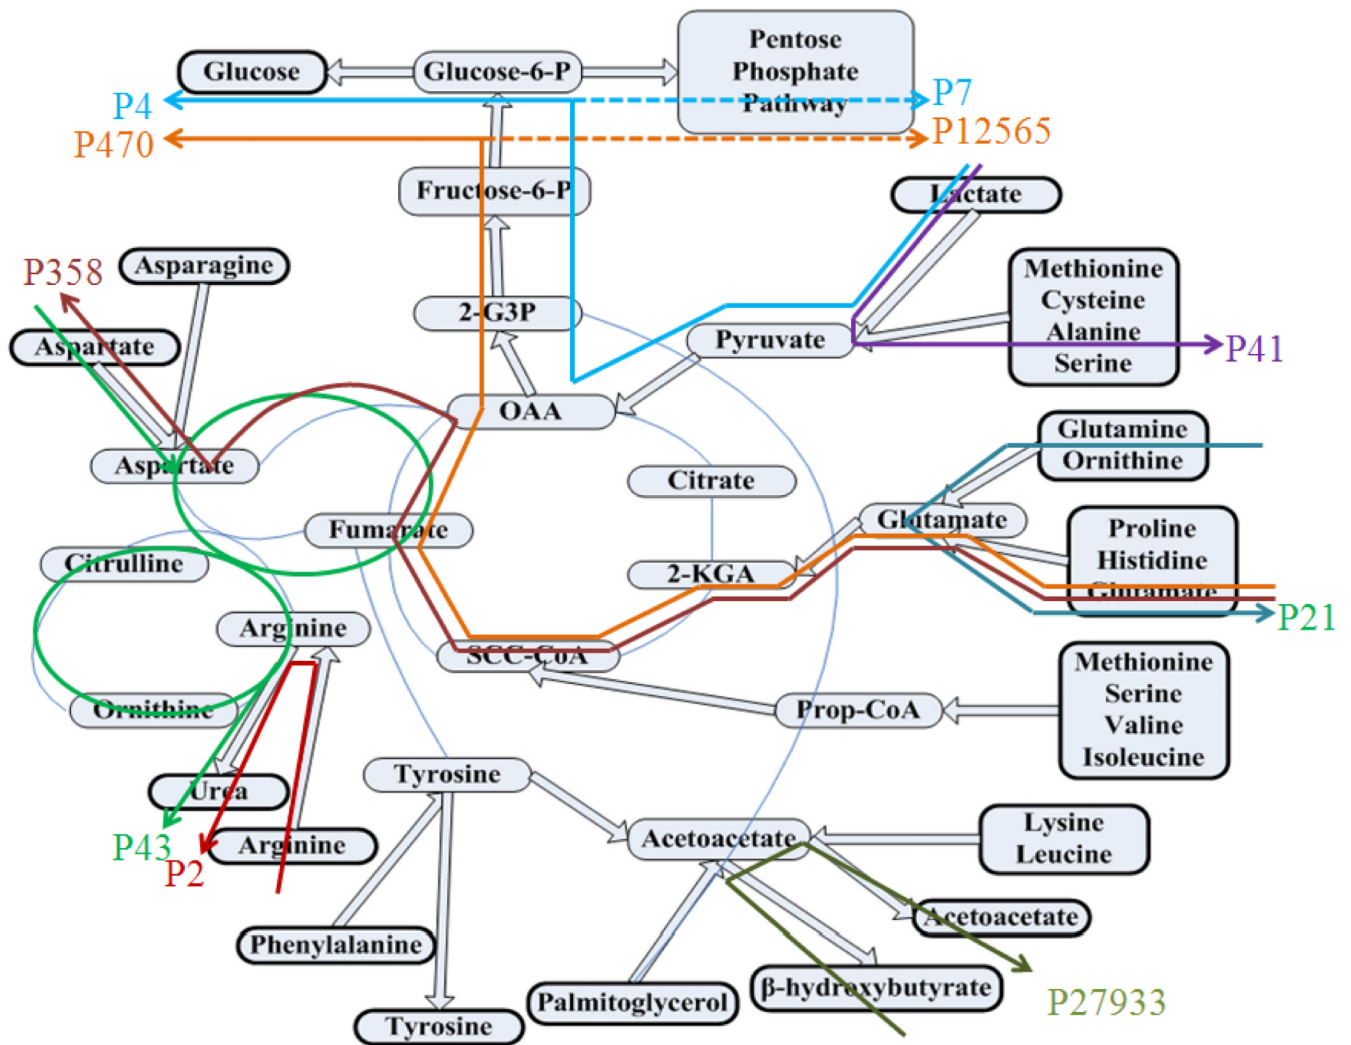 Pentose
Phosphate
Pathway
Glucose
Glucose-6-P
P4
P7
P470
P12565
Fructose-6-P
Lactate
Asparagine
P358
Methionine
Cysteine
Alanine
Serine
2-G3P
Pyruvate
Aspartate
P41
OAA
Glutamine
Ornithine
Aspartate
Citrate
Glutamate
Fumarate
Proline
Histidine
Glutamate
Citrulline
2-KGA
P21
Arginine
SCC-CoA
Methionine
Serine
Valine
Isoleucine
Ornithine
Prop-CoA
Tyrosine
Urea
Acetoacetate
Lysine
Leucine
P43
Arginine
P2
Acetoacetate
Phenylalanine
β-hydroxybutyrate
Palmitoglycerol
P27933
Tyrosine